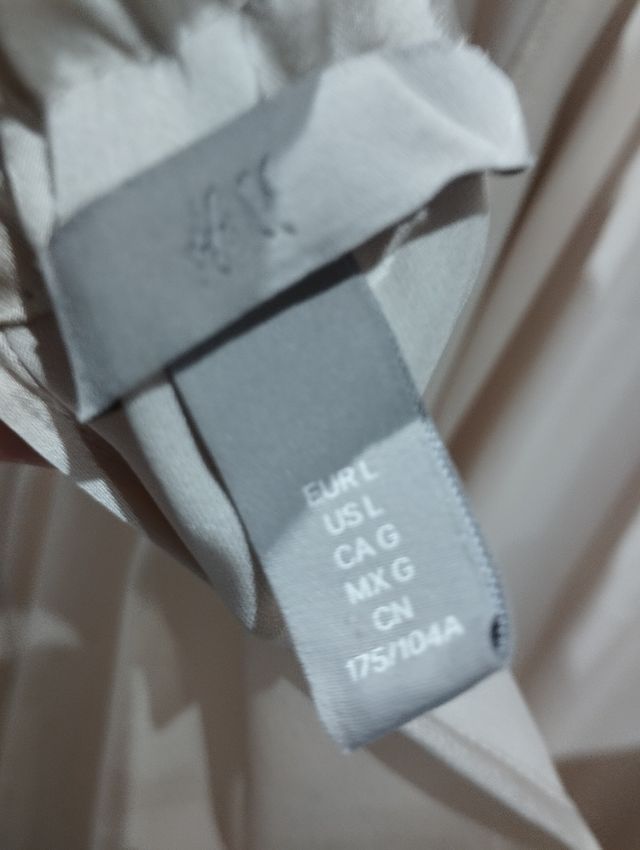 EUR L
US L
CA G
MX G
CN
175/104A